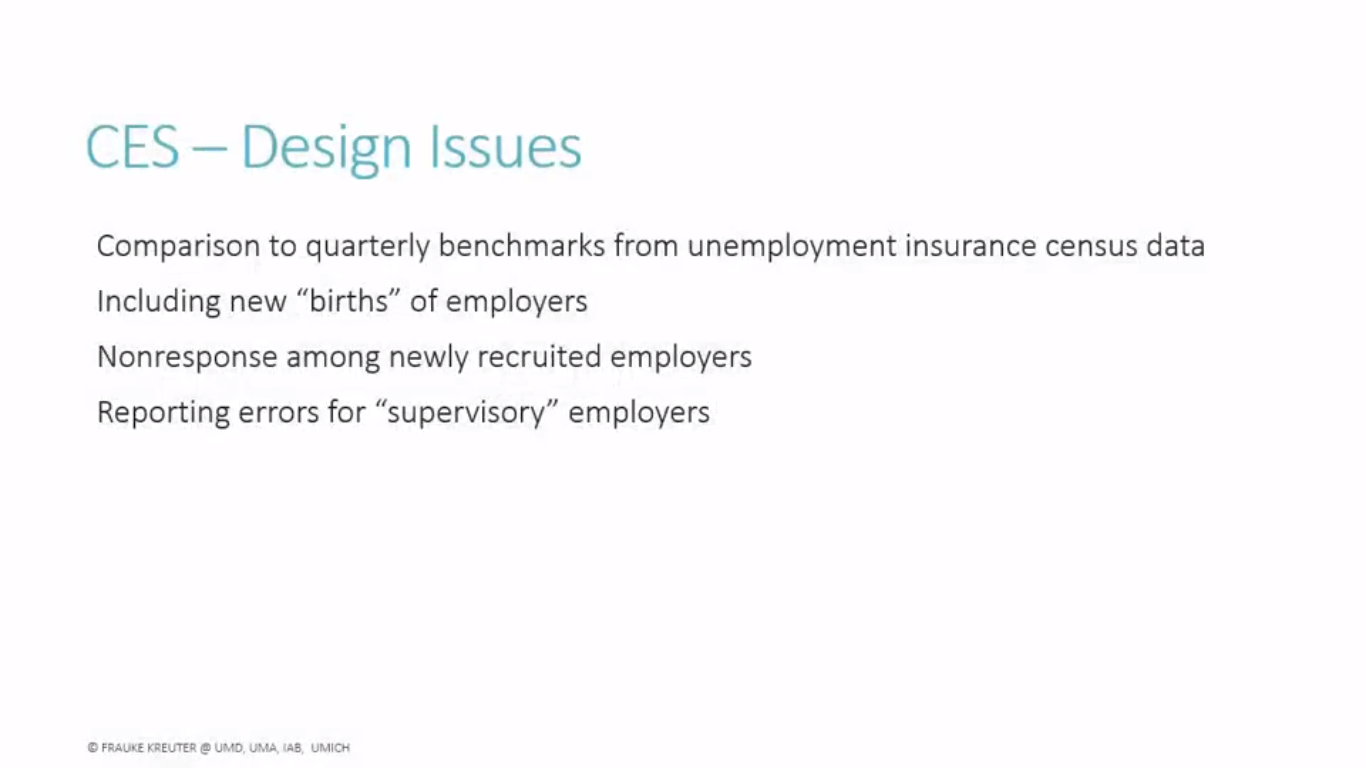 CES – Design Issues
Comparison to quarterly benchmarks from unemployment insurance census data
Including new “births” of employers
Nonresponse among newly recruited employers
Reporting errors for “supervisory” employers
© FRAUKE KREUTER @ UMD, UMA, IAB, UMICH